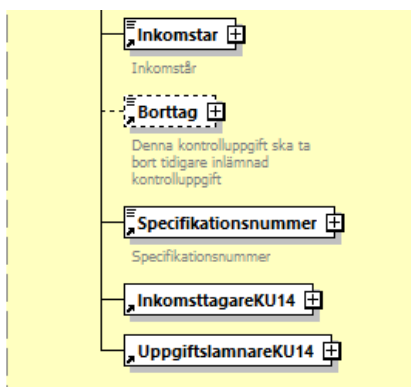 Inkomstar
Inkomstår
Borttag
Denna kontrolluppgift ska ta
bort tidigare inlämnad
kontrolluppgift
Specifikationsnummer
Specifikationsnummer
InkomsttagareKU14
UppgiftslamnareKU14